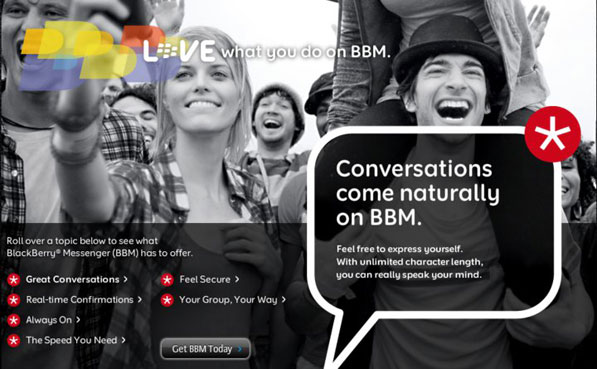 LOVE what you do on BBM.
Conversations
come naturally
on BBM.
Feel free to express yourself.
With unlimited character length,
you can really speak your mind.
Roll over a topic below to see what
BlackBerry® Messenger (BBM) has to offer.
Great Conversations >
Real-time Confirmations >
Always On >
The Speed You Need >
Feel Secure >
Your Group, Your Way >
Get BBM Today >